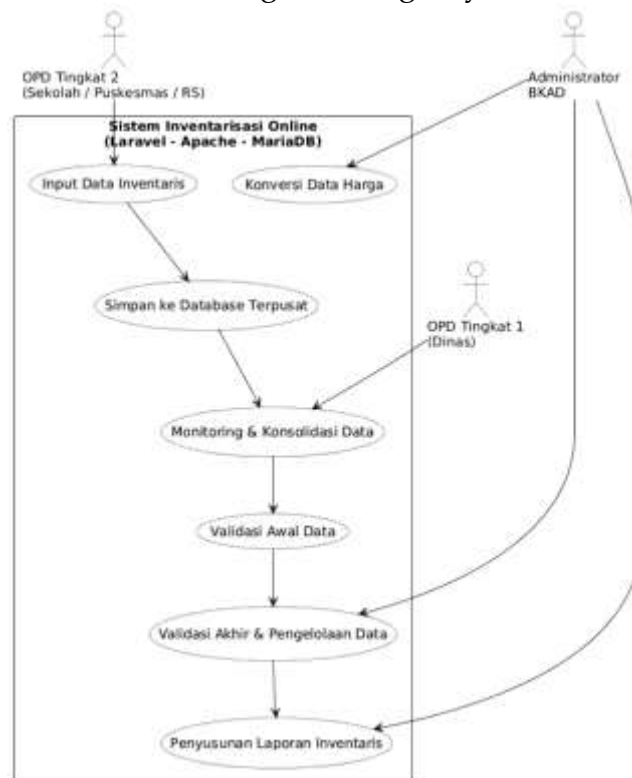 OPD Tingkat 2
(Sekolah / Puskesmas / RS)
Administrator
BKAD
Sistem Inventarisasi Online
(Laravel - Apache - MariaDB)
Input Data Inventaris
Konversi Data Harga
Simpan ke Database Terpusat
OPD Tingkat 1
(Dinas)
Monitoring & Konsolidasi Data
Validasi Awal Data
Validasi Akhir & Pengelolaan Data
Penyusunan Laporan Inventaris